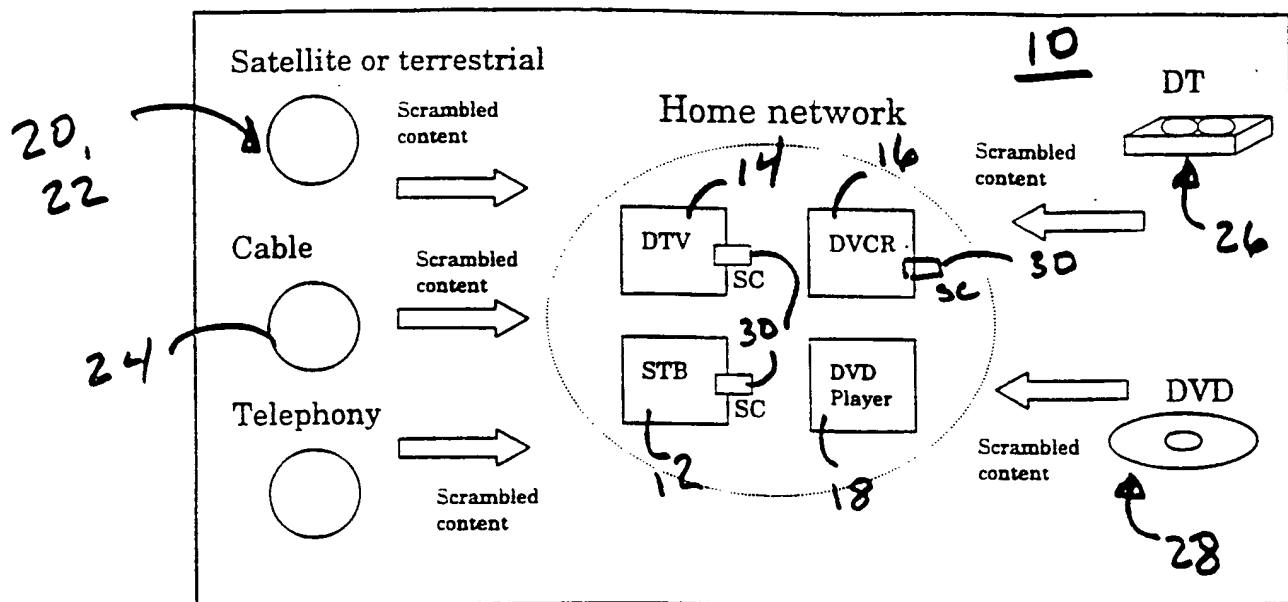 Satellite or terrestrial
20,
22
Scrambled
content
Cable
24
Scrambled
content
Telephony
Scrambled
content
Home network
14
DTV
SC
16
DVCR
SC
30
30
STB
SC
12
DVD
Player
18
10
DT
Scrambled
content
26
DVD
Scrambled
content
28